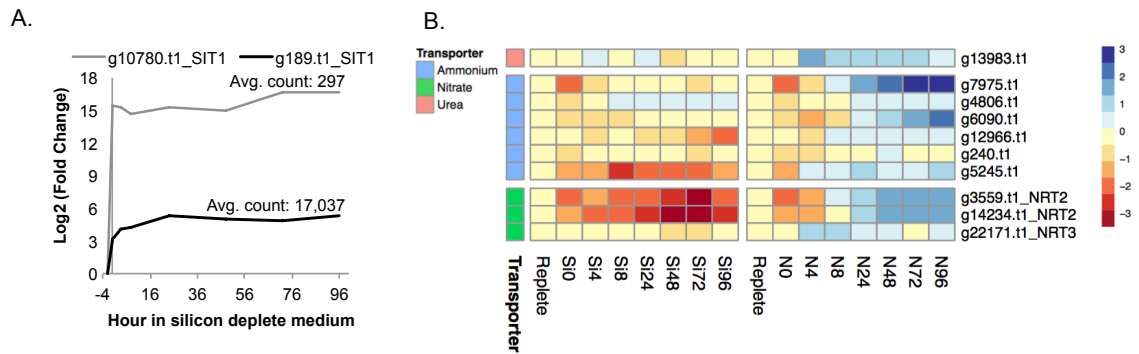 A.
g10780.t1_SIT1 g189.t1_SIT1
Avg. count: 297
Avg. count: 17,037
Log2 (Fold Change)
18
15
12
9
6
3
0
-4 16 36 56 76 96
Hour in silicon deplete medium
B.
Transporter
Ammonium
Nitrate
Urea
g13983.t1
g7975.t1
g4806.t1
g6090.t1
g12966.t1
g240.t1
g5245.t1
g3559.t1_NRT2
g14234.t1_NRT2
g22171.t1_NRT3
Transporter
Replete Si0 Si4 Si8 Si24 Si48 Si72 Si96
Replete N0 N4 N8 N24 N48 N72 N96
3
2
1
0
-1
-2
-3